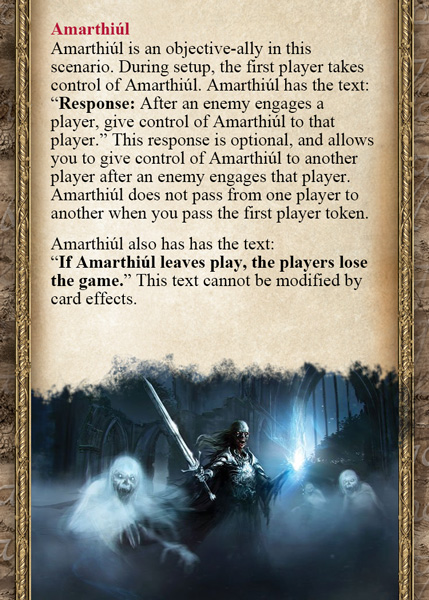 Amarthiúl
Amarthiúl is an objective-ally in this
scenario. During setup, the first player takes
control of Amarthiúl. Amarthiúl has the text:
“Response: After an enemy engages a
player, give control of Amarthiúl to that
player.” This response is optional, and allows
you to give control of Amarthiúl to another
player after an enemy engages that player.
Amarthiúl does not pass from one player to
another when you pass the first player token.
Amarthiúl also has has the text:
“If Amarthiúl leaves play, the players lose
the game.” This text cannot be modified by
card effects.